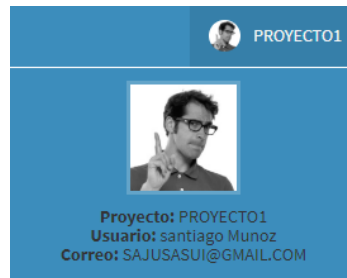 PROYECTO1
Proyecto: PROYECTO1
Usuario: santiago Munoz
Correo: SAJUSASUI@GMAIL.COM